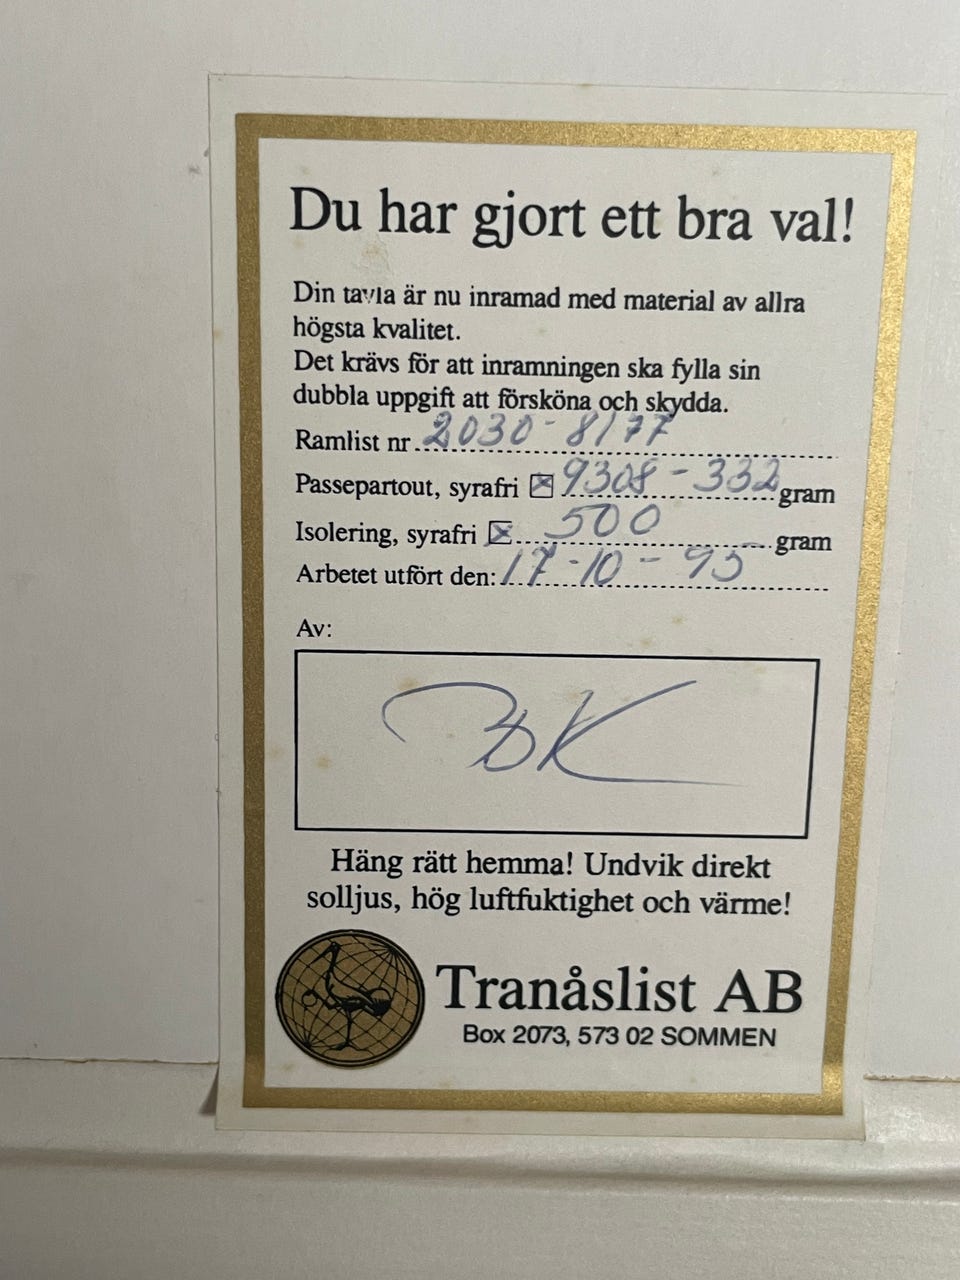 Du har gjort ett bra val!
Din tavla är nu inramad med material av allra
högsta kvalitet.
Det krävs för att inramningen ska fylla sin
dubbla uppgift att försköna och skydda.
Ramlist nr 2030-8177
Passepartout, syrafri ☒ 9308-332 gram
Isolering, syrafri ☒ 500 gram
Arbetet utfört den: 17-10-95
Av:
BK
Häng rätt hemma! Undvik direkt
solljus, hög luftfuktighet och värme!
Tranåslist AB
Box 2073, 573 02 SOMMEN